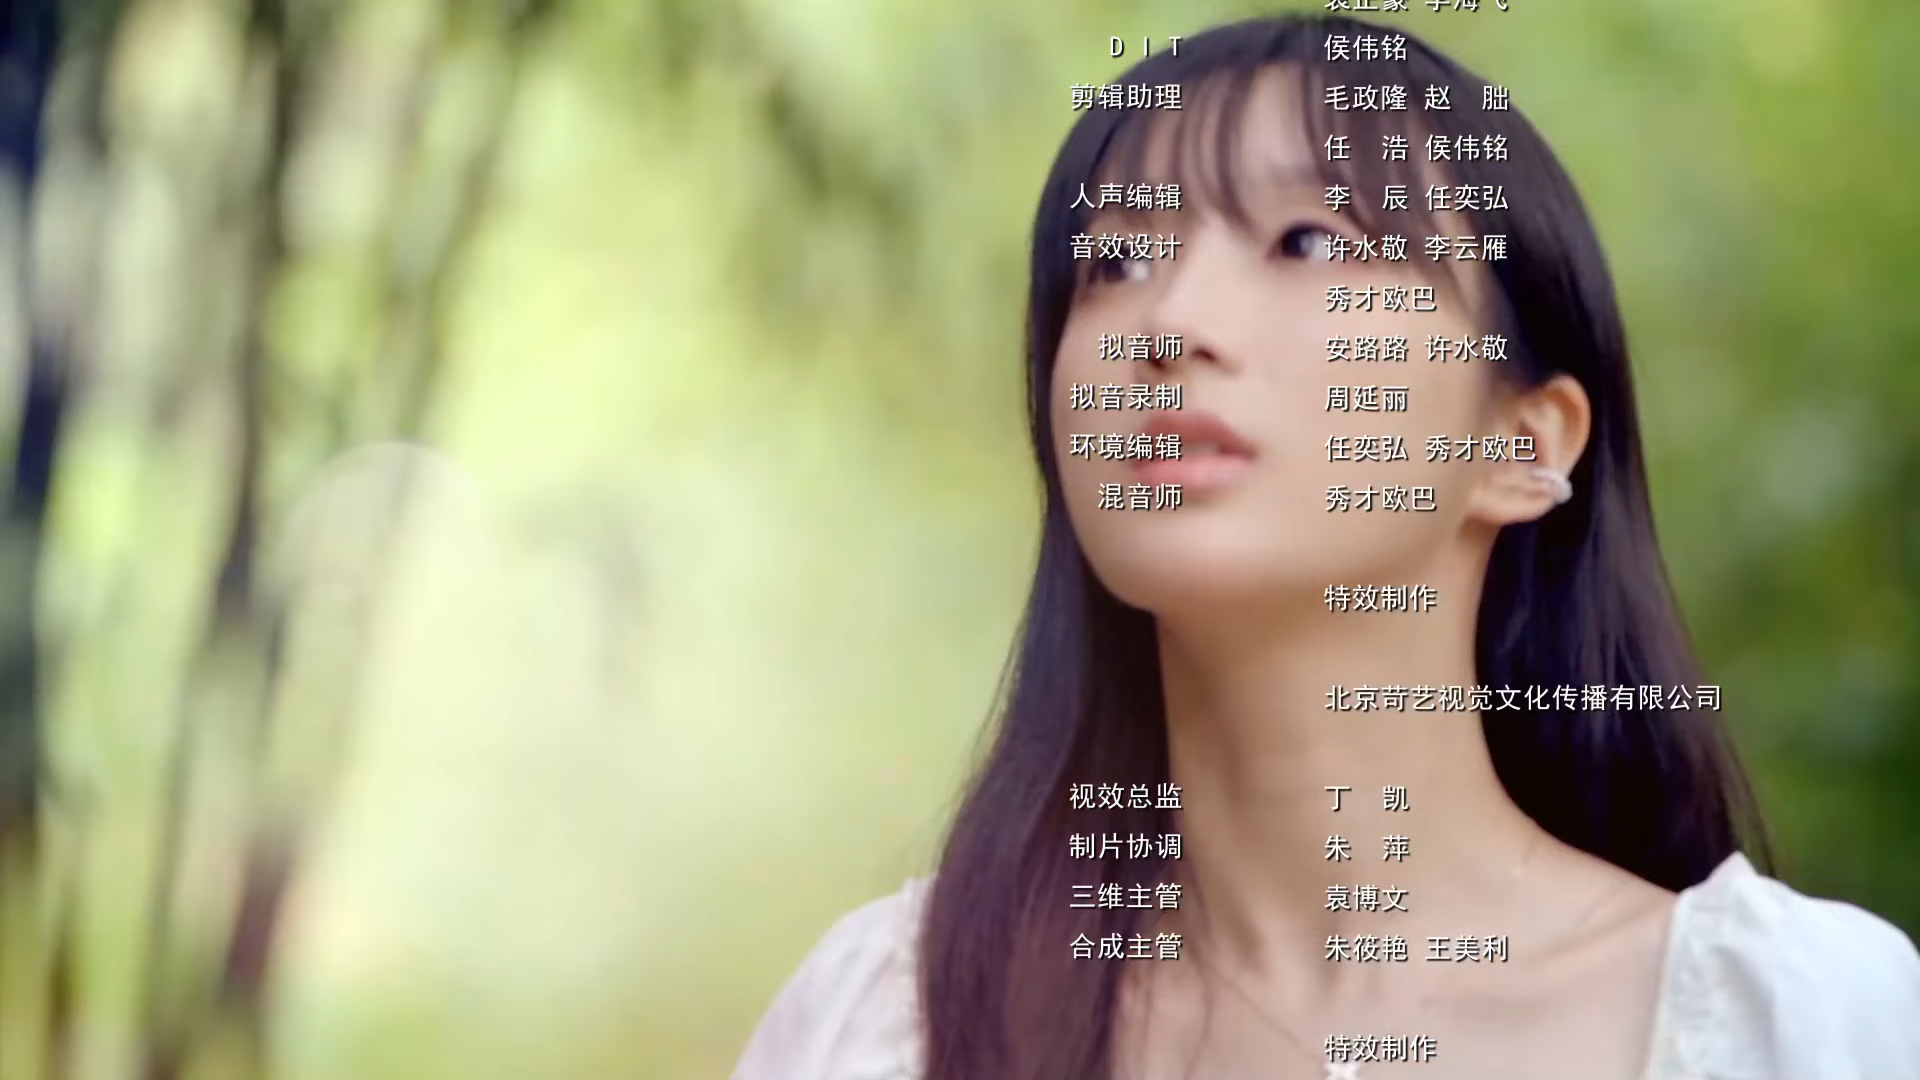 DIT 侯伟铭
剪辑助理 毛政隆 赵 朏
任 浩 侯伟铭
人声编辑 李 辰 任奕弘
音效设计 许水敬 李云雁
秀才欧巴
拟音师 安路路 许水敬
拟音录制 周延丽
环境编辑 任奕弘 秀才欧巴
混音师 秀才欧巴
特效制作
北京苛艺视觉文化传播有限公司
视效总监 丁 凯
制片协调 朱 萍
三维主管 袁博文
合成主管 朱筱艳 王美利
特效制作